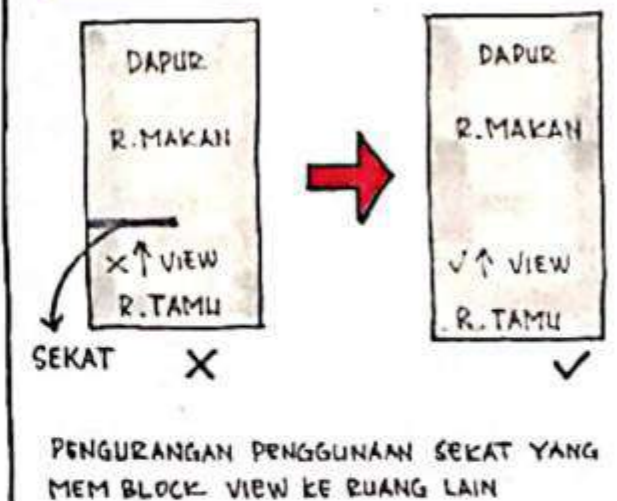 DAPUR
R.MAKAN
X ↑ VIEW
R.TAMU
SEKAT
X
DAPUR
R.MAKAN
✓ ↑ VIEW
R.TAMU
✓
PENGURANGAN PENGGUNAAN SEKAT YANG
MEM BLOCK VIEW KE RUANG LAIN